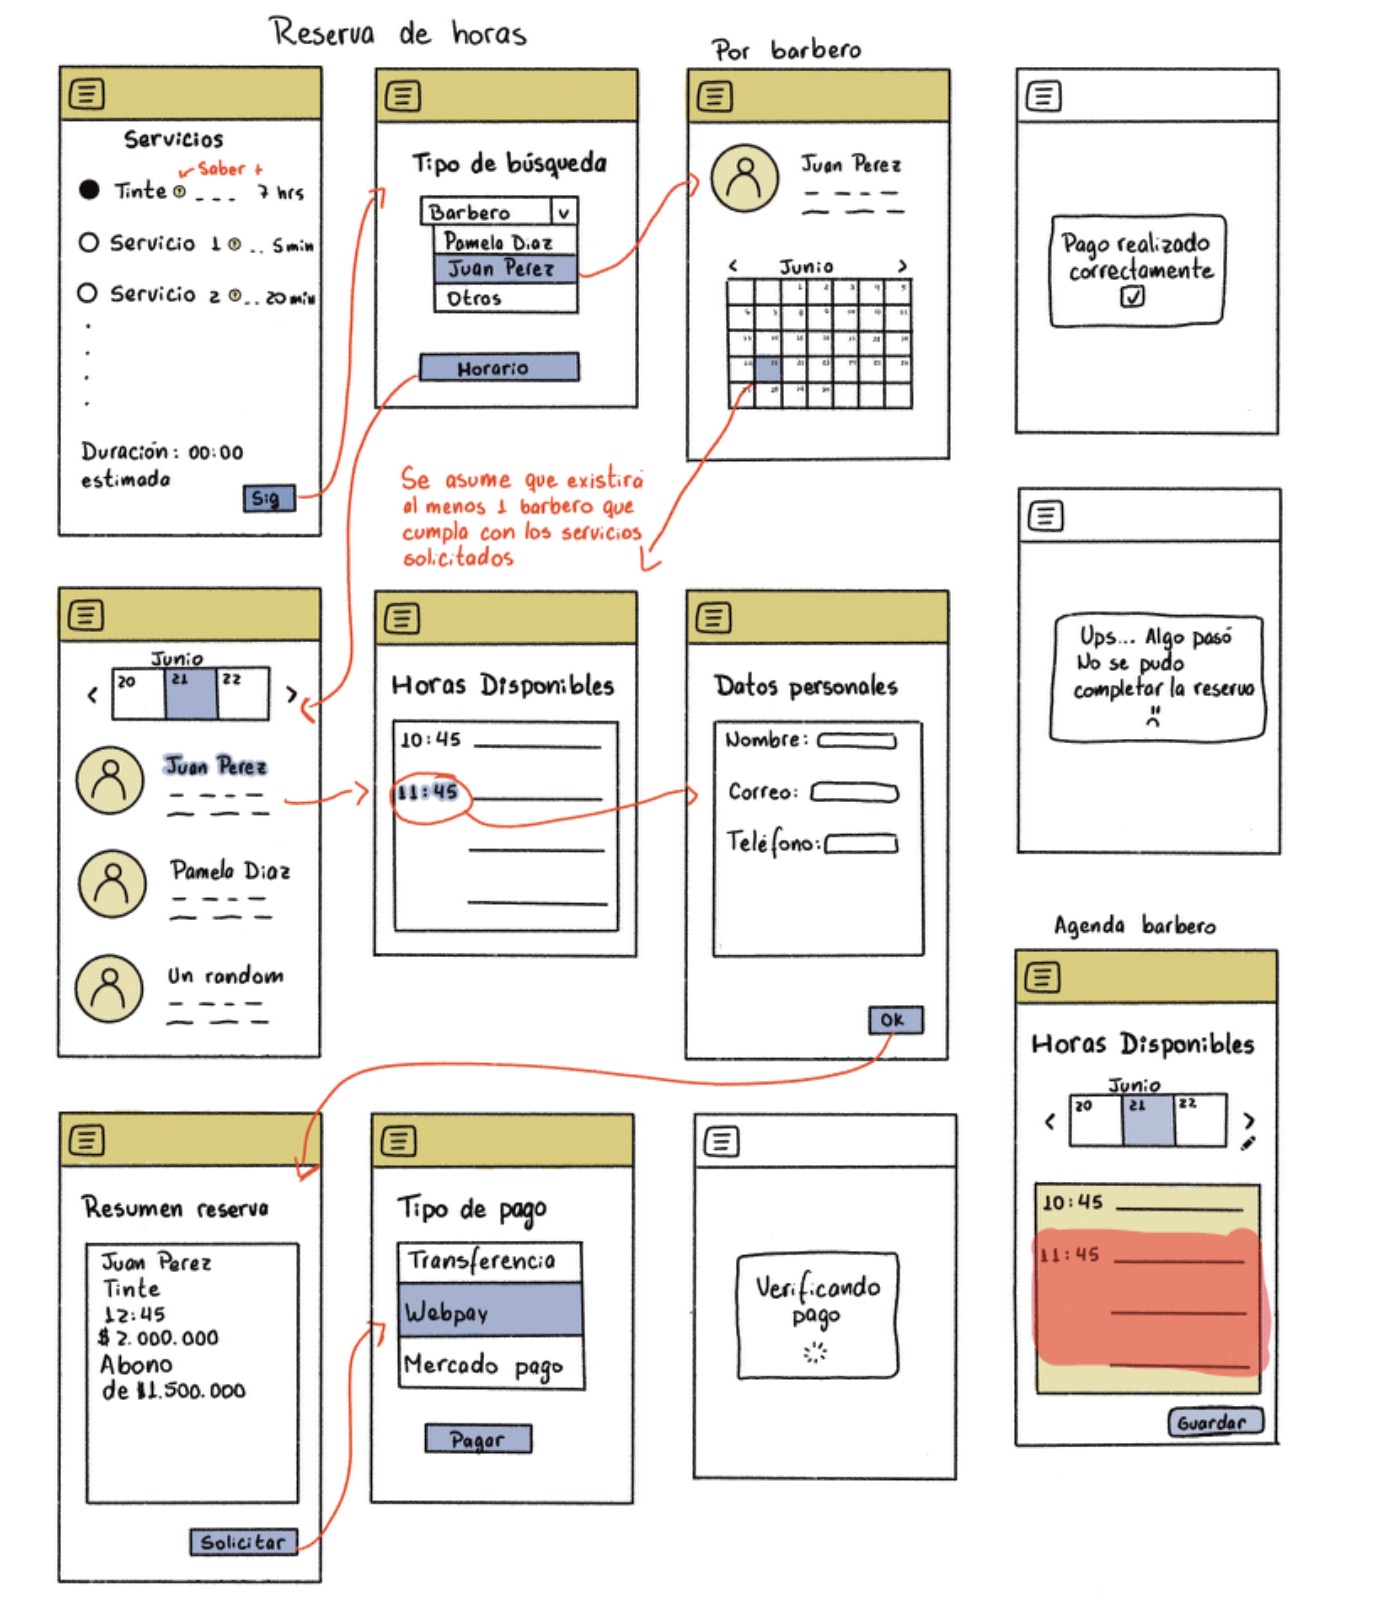 Reserva de horas
Servicios
Saber +
Tinte ? _ _ _ 7 hrs
Servicio 1 ? .. 5min
Servicio 2 ? .. 20 min
Duración: 00:00
estimada
Sig
Tipo de búsqueda
Barbero v
Pamela Diaz
Juan Perez
Otros
Horario
Por barbero
Juan Perez
< Junio >
Pago realizado
correctamente
Se asume que existirá
al menos 1 barbero que
cumpla con los servicios
solicitados
Junio
< 20 21 22 >
Juan Perez
Pamela Diaz
Un random
Horas Disponibles
10:45
11:45
Datos personales
Nombre:
Correo:
Teléfono:
Ok
Ups... Algo pasó
No se pudo
completar la reserva
Resumen reserva
Juan Perez
Tinte
12:45
$2.000.000
Abono
de $1.500.000
Solicitar
Tipo de pago
Transferencia
Webpay
Mercado pago
Pagar
Verificando
pago
Agenda barbero
Horas Disponibles
Junio
< 20 21 22 >
10:45
11:45
Guardar